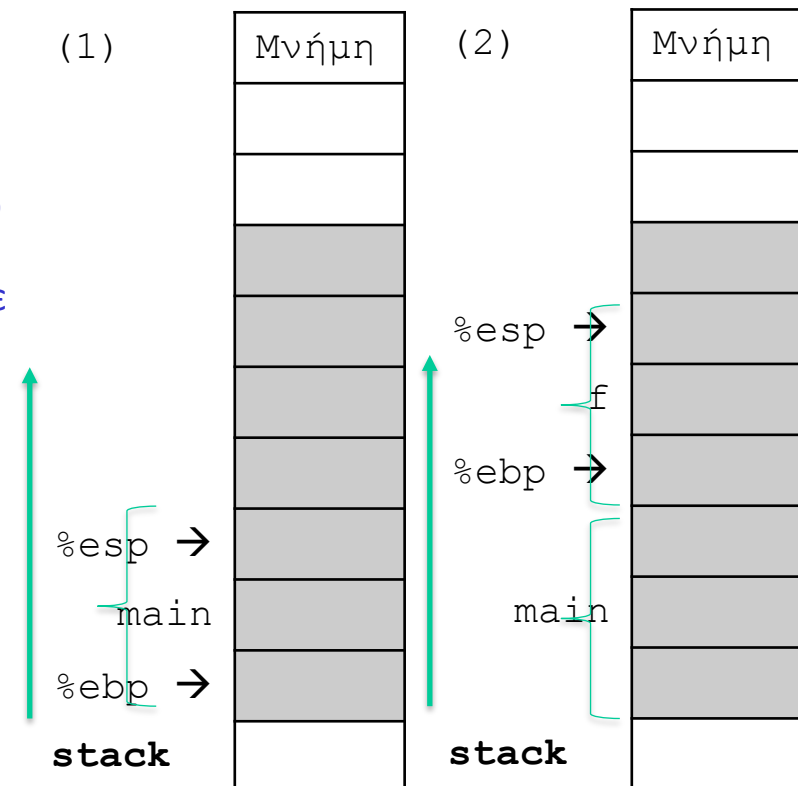 (1)
Μνήμη
%esp →
main
%ebp →
stack
(2)
Μνήμη
%esp →
f
%ebp →
main
stack